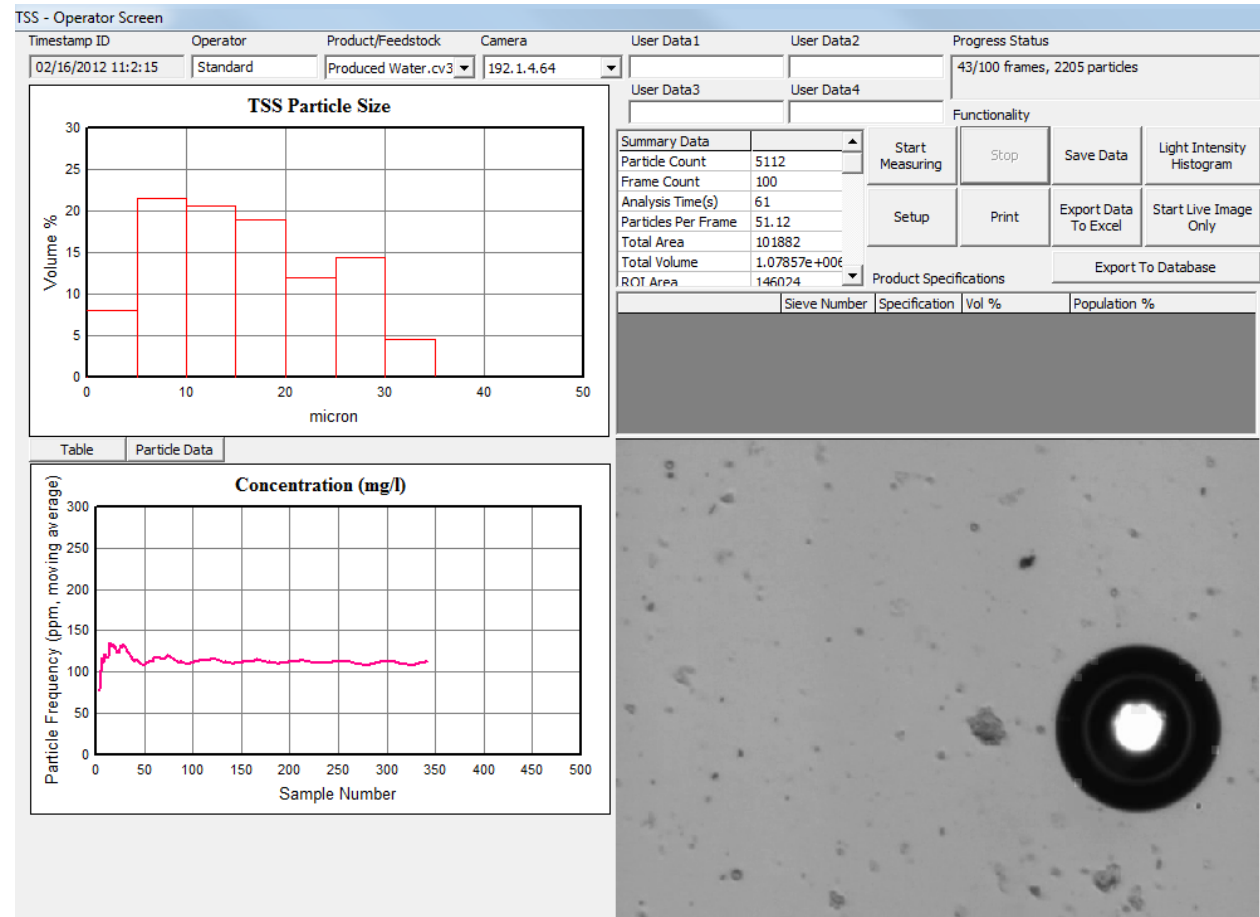 TSS - Operator Screen
Timestamp ID Operator Product/Feedstock Camera User Data1 User Data2 Progress Status
02/16/2012 11:2:15 Standard Produced Water.cv3 192.1.4.64 43/100 frames, 2205 particles
User Data3 User Data4
Functionality
TSS Particle Size
30
25
20
15
10
5
0
Volume %
0 10 20 30 40 50
micron
Summary Data
Particle Count 5112
Frame Count 100
Analysis Time(s) 61
Particles Per Frame 51.12
Total Area 101882
Total Volume 1.07857e+006
ROI Area 146024
Start Measuring
Stop
Save Data
Light Intensity Histogram
Setup
Print
Export Data To Excel
Start Live Image Only
Product Specifications
Export To Database
Sieve Number Specification Vol % Population %
Table Particle Data
Concentration (mg/l)
Particle Frequency (ppm, moving average)
300
250
200
150
100
50
0
0 50 100 150 200 250 300 350 400 450 500
Sample Number